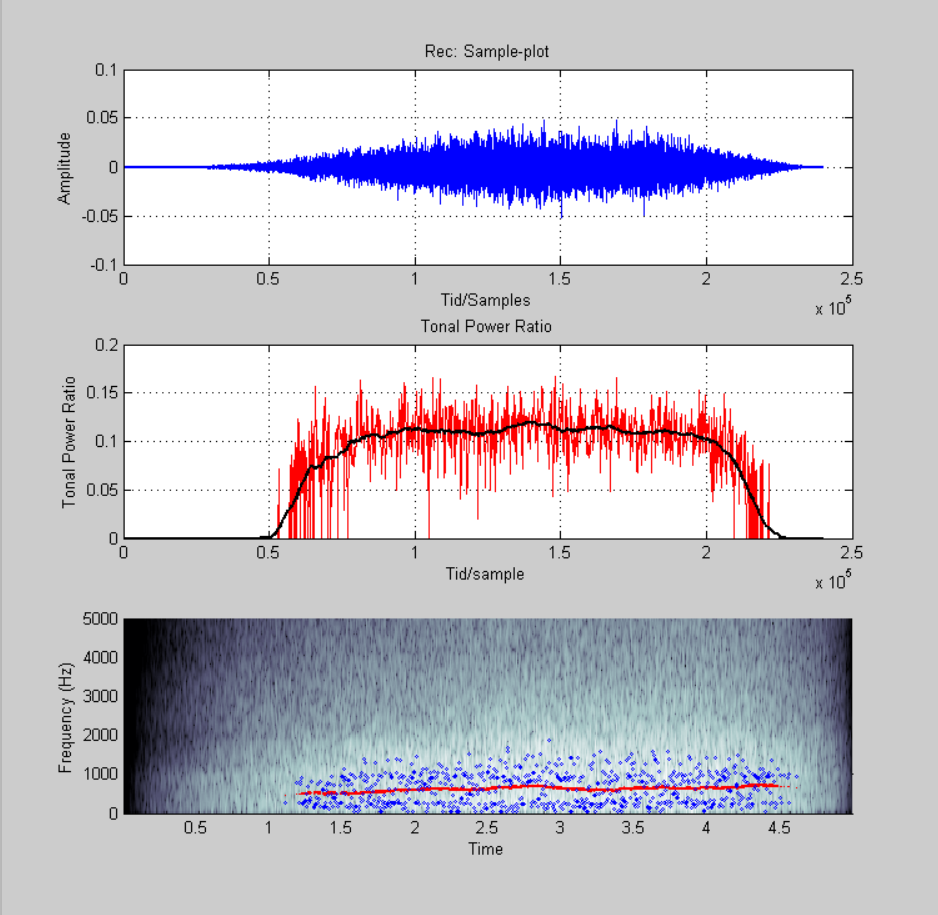 Rec: Sample-plot
0.1
0.05
0
-0.05
-0.1
Amplitude
0 0.5 1 1.5 2 2.5
Tid/Samples
x 10^5
Tonal Power Ratio
0.2
0.15
0.1
0.05
0
Tonal Power Ratio
0 0.5 1 1.5 2 2.5
Tid/sample
x 10^5
5000
4000
3000
2000
1000
0
Frequency (Hz)
0.5 1 1.5 2 2.5 3 3.5 4 4.5
Time